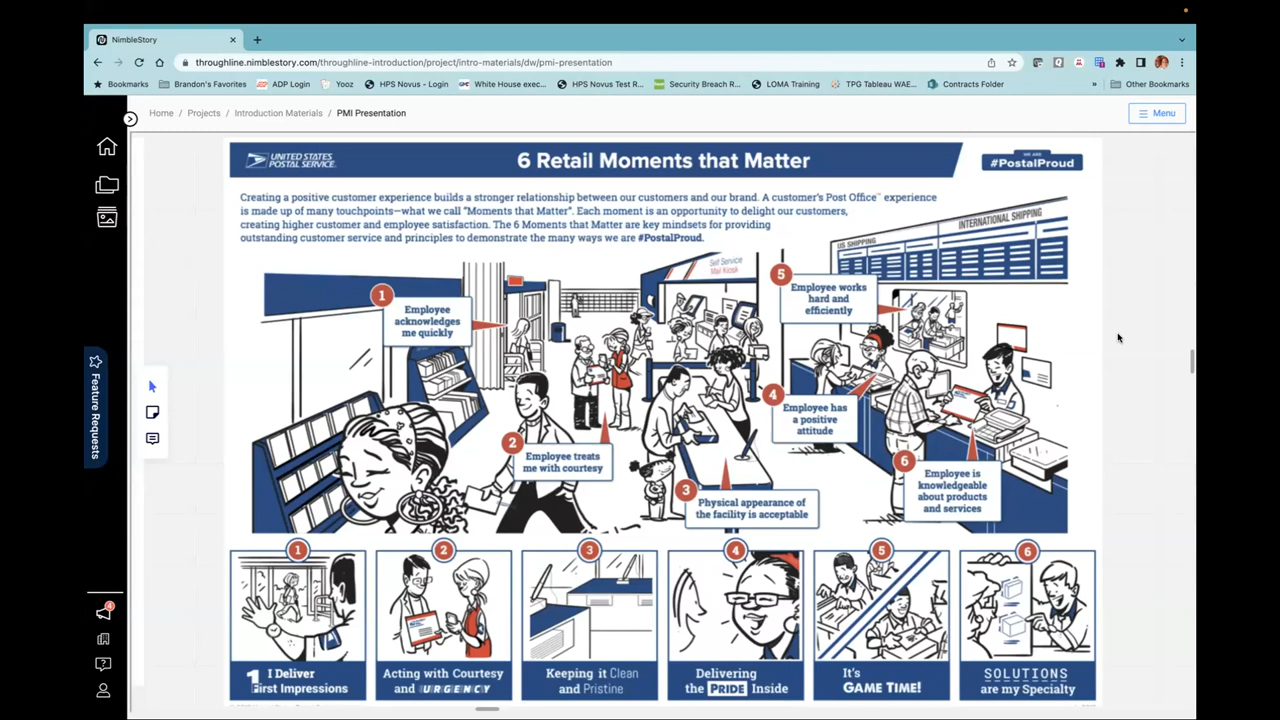 NimbleStory
throughline.nimblestory.com/throughline-introduction/project/intro-materials/dw/pmi-presentation
Bookmarks
Brandon's Favorites
ADP Login
Yooz
HPS Novus - Login
White House exec...
HPS Novus Test R...
Security Breach R...
LOMA Training
TPG Tableau WAE...
Contracts Folder
»
Other Bookmarks
Home / Projects / Introduction Materials / PMI Presentation
Menu
Feature Requests
4
UNITED STATES
POSTAL SERVICE
6 Retail Moments that Matter
WE ARE
#PostalProud
Creating a positive customer experience builds a stronger relationship between our customers and our brand. A customer's Post Office™ experience
is made up of many touchpoints—what we call "Moments that Matter". Each moment is an opportunity to delight our customers,
creating higher customer and employee satisfaction. The 6 Moments that Matter are key mindsets for providing
outstanding customer service and principles to demonstrate the many ways we are #PostalProud.
US SHIPPING
INTERNATIONAL SHIPPING
Self Service
Mail Kiosk
1
Employee
acknowledges
me quickly
2
Employee treats
me with courtesy
3
Physical appearance of
the facility is acceptable
4
Employee has
a positive
attitude
5
Employee works
hard and
efficiently
6
Employee is
knowledgeable
about products
and services
1
I Deliver
1First Impressions
2
Acting with Courtesy
and URGENCY
3
Keeping it Clean
and Pristine
4
Delivering
the PRIDE Inside
5
It's
GAME TIME!
6
SOLUTIONS
are my Specialty